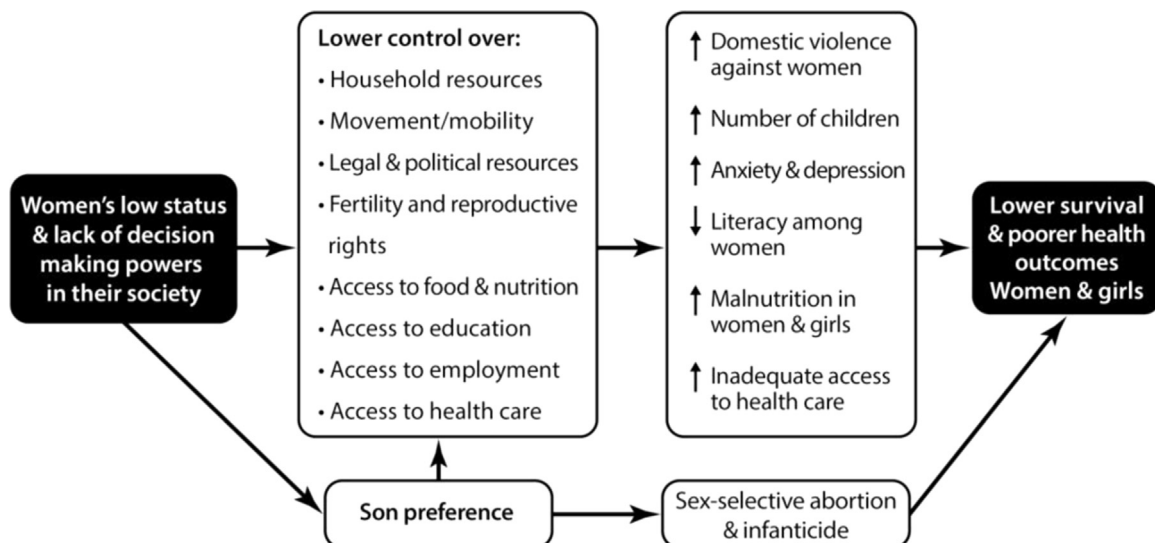 Women's low status
& lack of decision
making powers
in their society
Lower control over:
• Household resources
• Movement/mobility
• Legal & political resources
• Fertility and reproductive
rights
• Access to food & nutrition
• Access to education
• Access to employment
• Access to health care
↑ Domestic violence
against women
↑ Number of children
↑ Anxiety & depression
↓ Literacy among
women
↑ Malnutrition in
women & girls
↑ Inadequate access
to health care
Lower survival
& poorer health
outcomes
Women & girls
Son preference
Sex-selective abortion
& infanticide